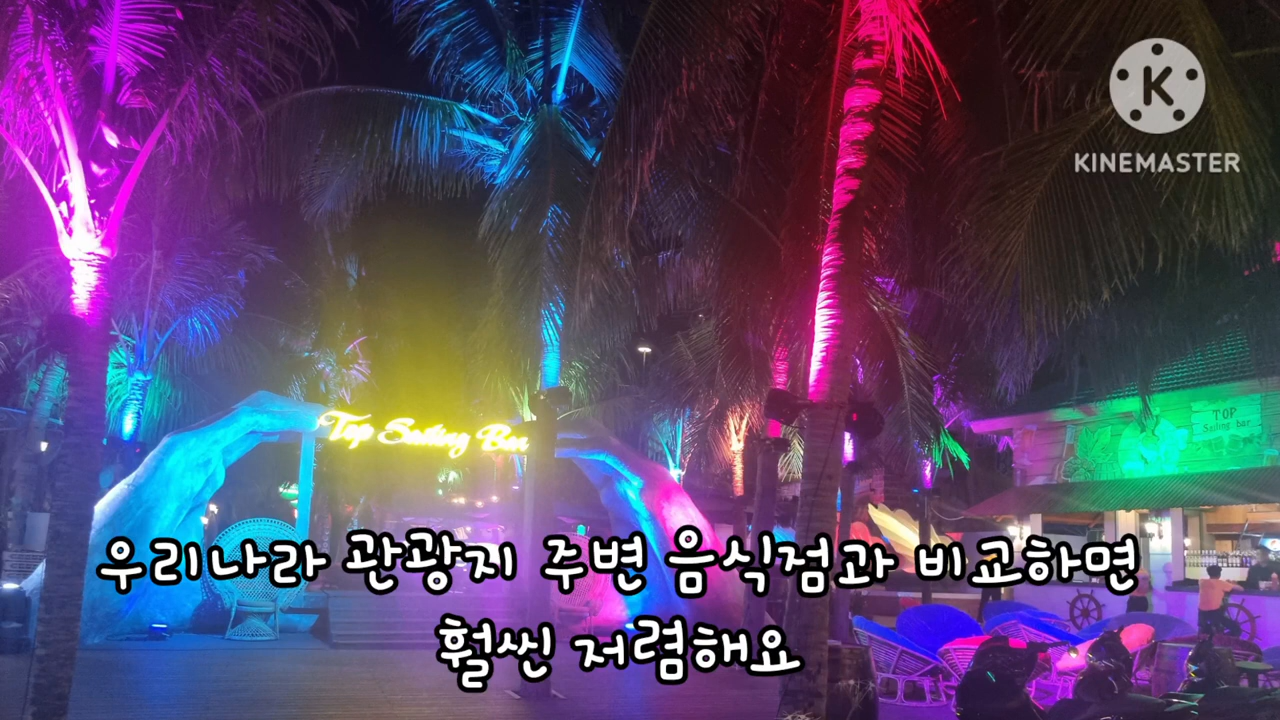 K
KINEMASTER
Top Sailing Bar
TOP
Sailing bar
우리나라 관광지 주변 음식점과 비교하면
훨씬 저렴해요